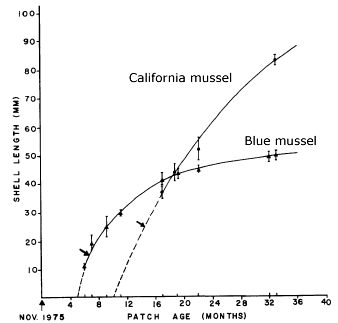 100
90
80
70
60
50
40
30
20
10
SHELL LENGTH (MM)
California mussel
Blue mussel
4 8 12 16 20 24 28 32 36 40
NOV. 1975 PATCH AGE (MONTHS)